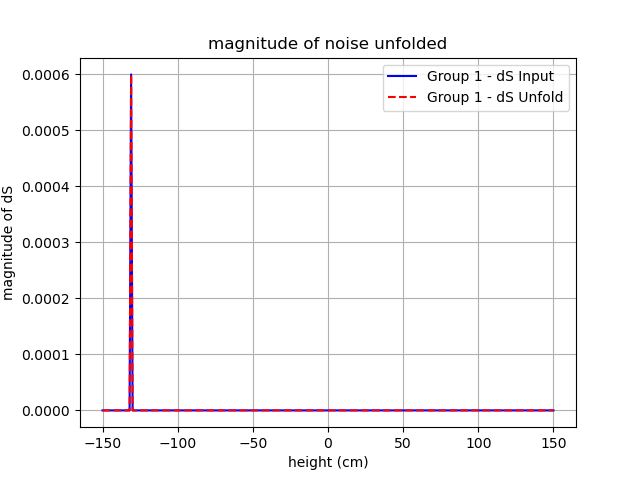 magnitude of noise unfolded
Group 1 - dS Input
Group 1 - dS Unfold
magnitude of dS
0.0006
0.0005
0.0004
0.0003
0.0002
0.0001
0.0000
−150 −100 −50 0 50 100 150
height (cm)